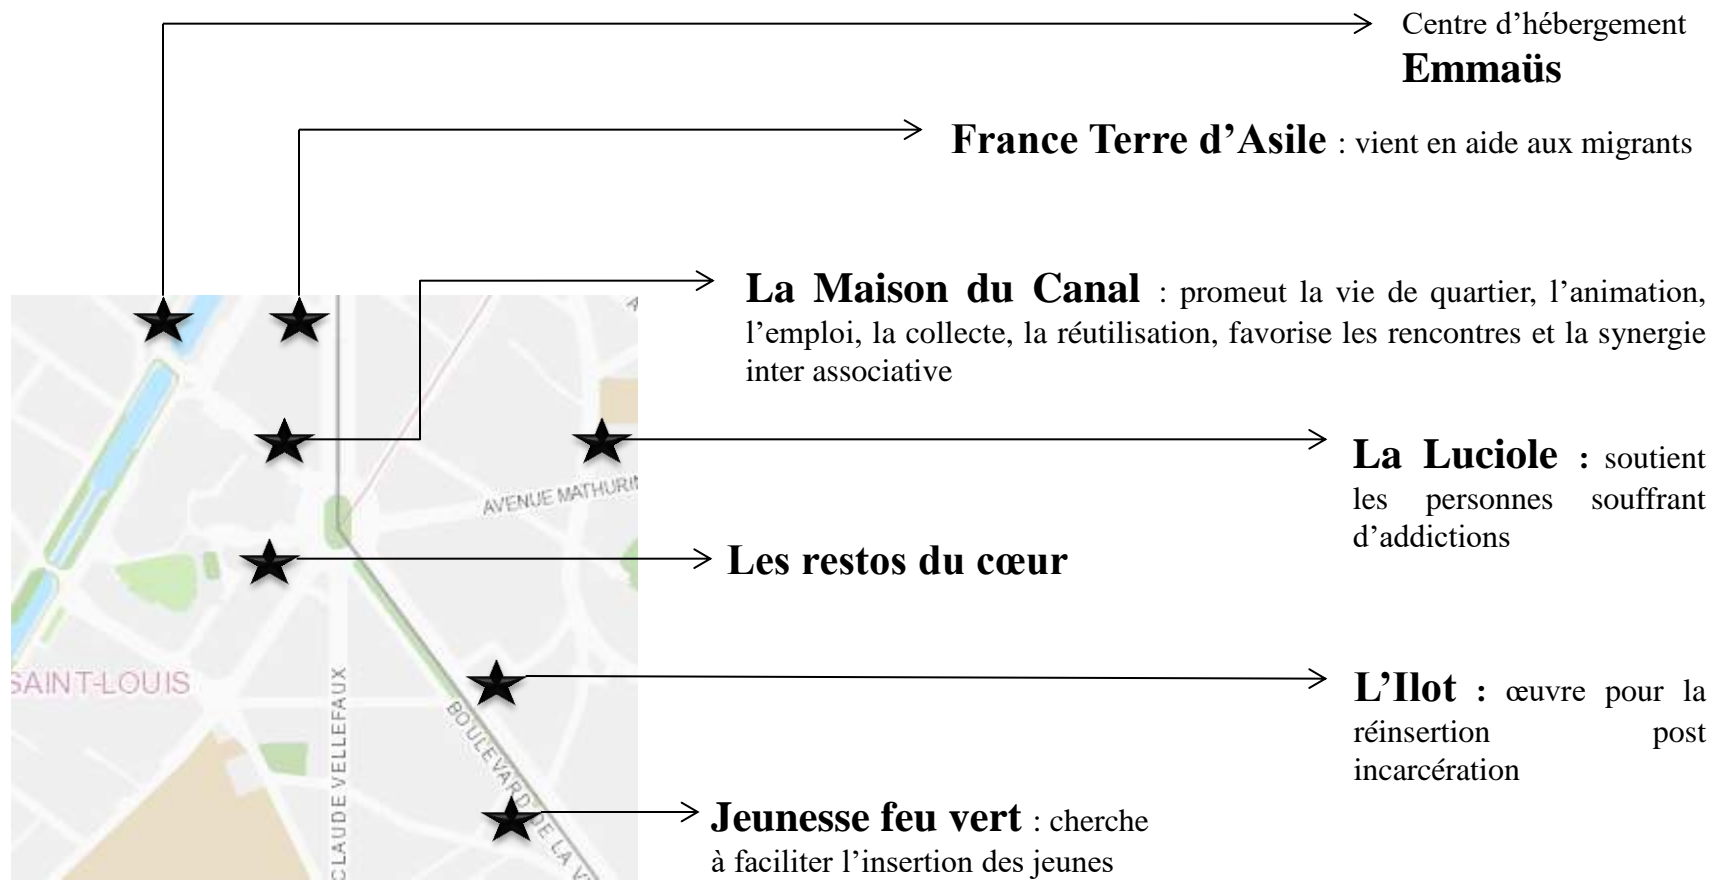 Centre d’hébergement
Emmaüs
France Terre d’Asile : vient en aide aux migrants
La Maison du Canal : promeut la vie de quartier, l’animation,
l’emploi, la collecte, la réutilisation, favorise les rencontres et la synergie
inter associative
La Luciole : soutient
les personnes souffrant
d’addictions
AVENUE MATHURIN
Les restos du cœur
SAINT-LOUIS
CLAUDE VELLEFAUX
BOULEVARD DE LA V
L’Ilot : œuvre pour la
réinsertion post
incarcération
Jeunesse feu vert : cherche
à faciliter l’insertion des jeunes